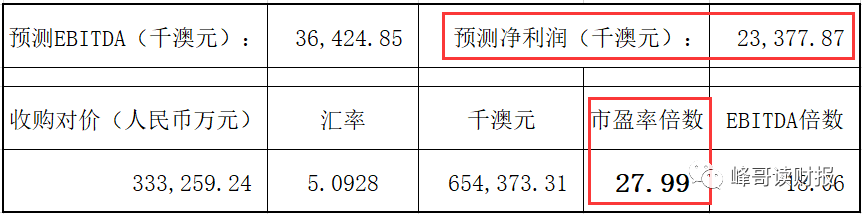 预测EBITDA（千澳元）： 36,424.85 预测净利润（千澳元）： 23,377.87
收购对价（人民币万元） 汇率 千澳元 市盈率倍数 EBITDA倍数
333,259.24 5.0928 654,373.31 27.99
峰哥读财报